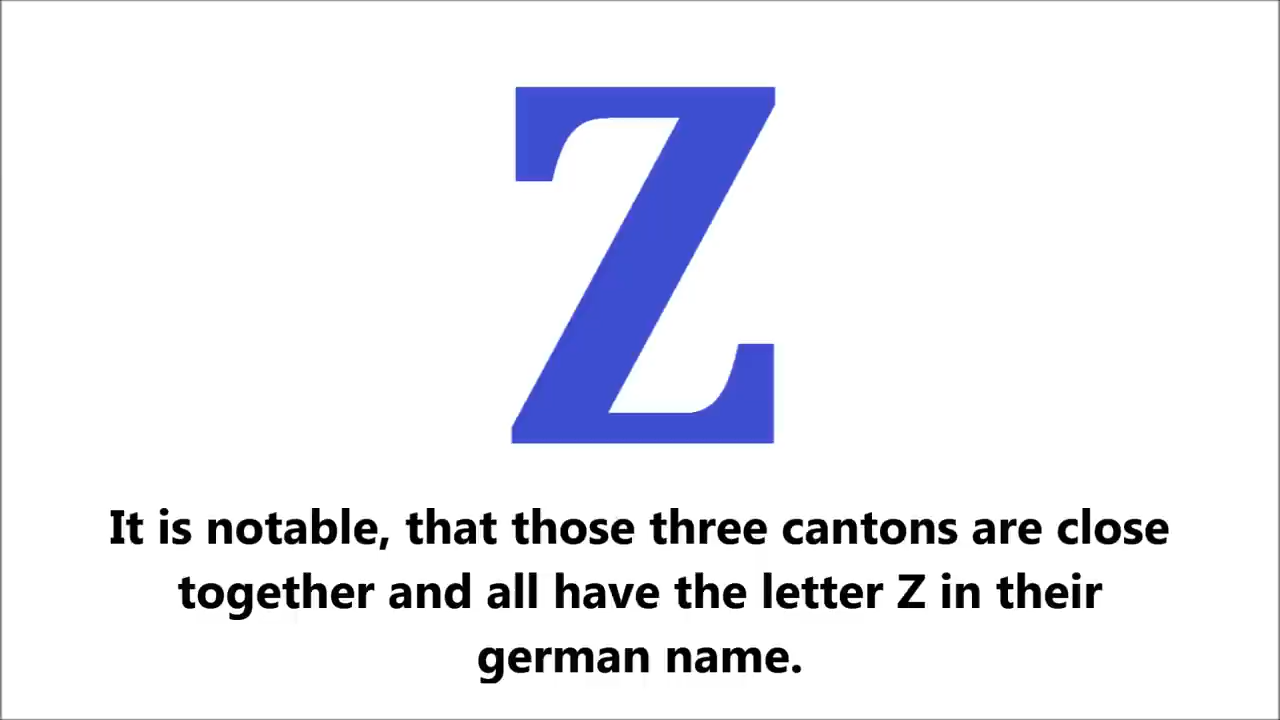 Z
It is notable, that those three cantons are close
together and all have the letter Z in their
german name.